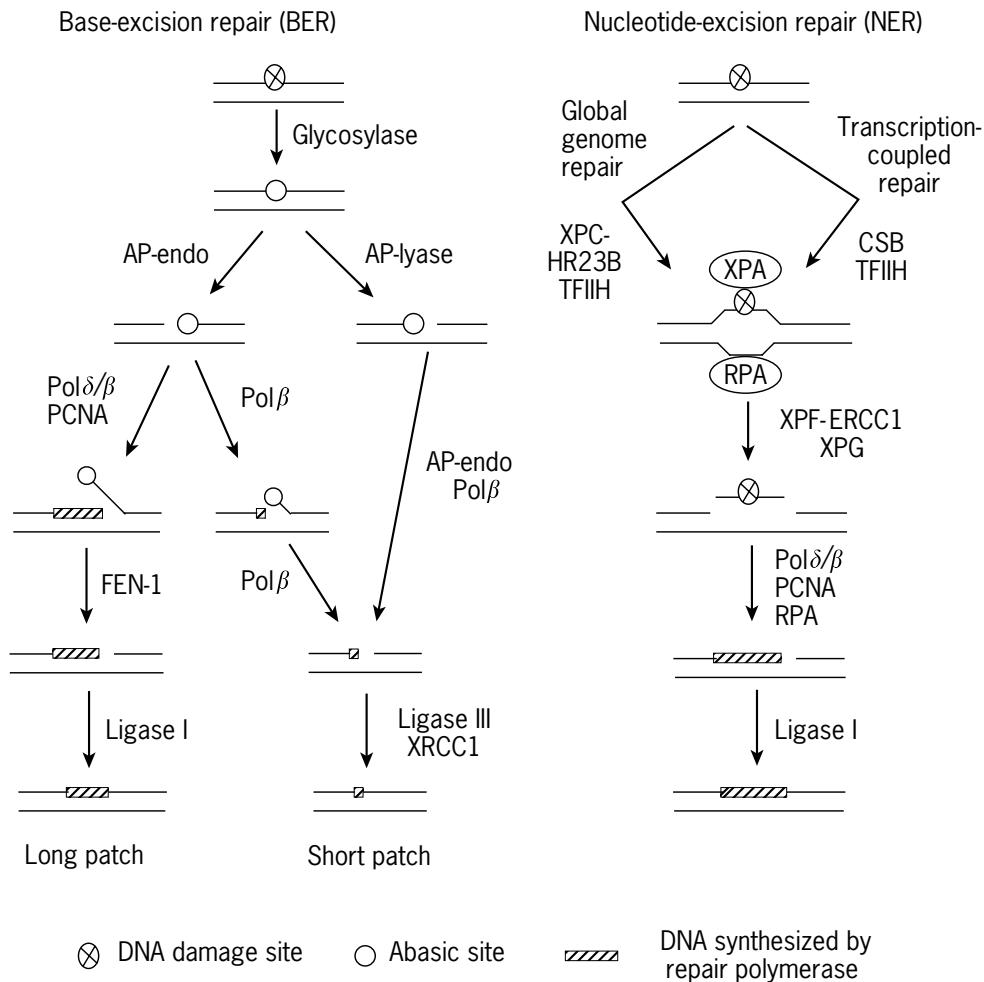 Base-excision repair (BER)
Glycosylase
AP-endo
AP-lyase
Polδ/β
PCNA
Polβ
AP-endo
Polβ
FEN-1
Polβ
Ligase I
Ligase III
XRCC1
Long patch
Short patch
Nucleotide-excision repair (NER)
Global
genome
repair
Transcription-
coupled
repair
XPC-
HR23B
TFIIH
CSB
TFIIH
XPA
RPA
XPF-ERCC1
XPG
Polδ/β
PCNA
RPA
Ligase I
DNA damage site
Abasic site
DNA synthesized by
repair polymerase